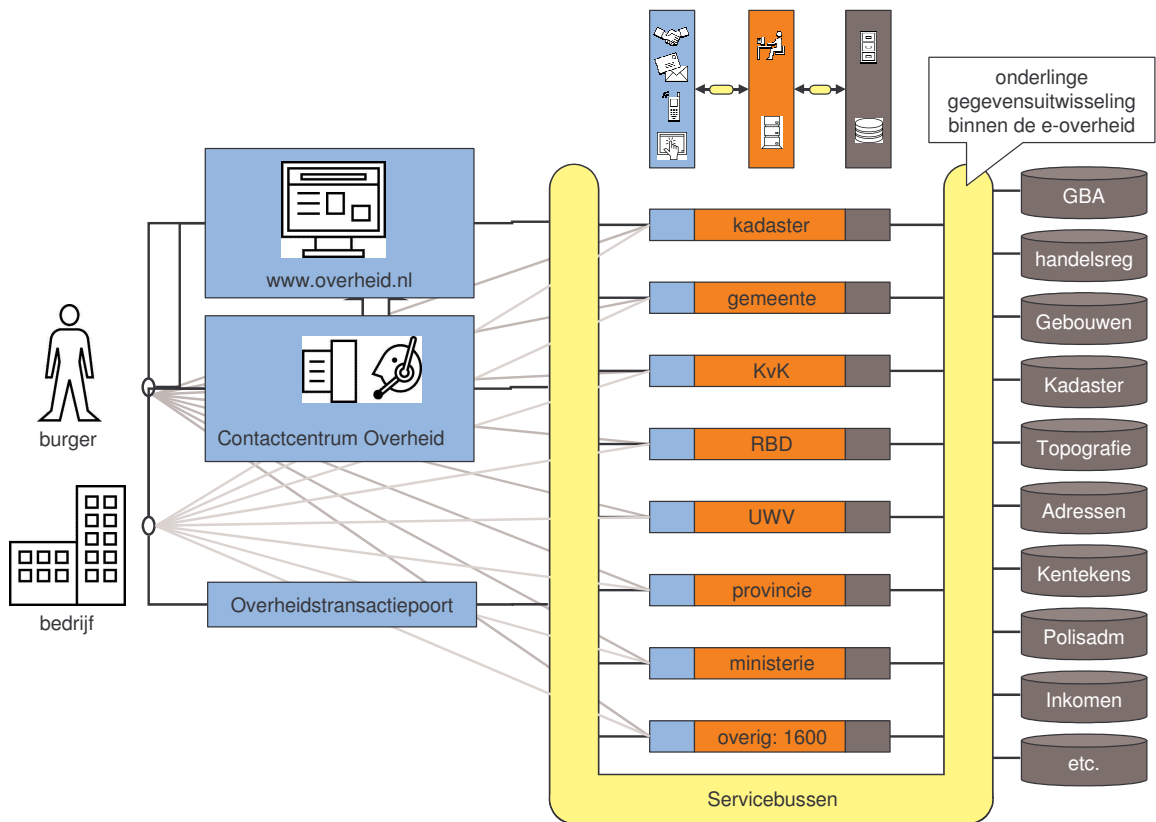 onderlinge
gegevensuitwisseling
binnen de e-overheid
www.overheid.nl
Contactcentrum Overheid
Overheidstransactiepoort
burger
bedrijf
kadaster
gemeente
KvK
RBD
UWV
provincie
ministerie
overig: 1600
Servicebussen
GBA
handelsreg
Gebouwen
Kadaster
Topografie
Adressen
Kentekens
Polisadm
Inkomen
etc.